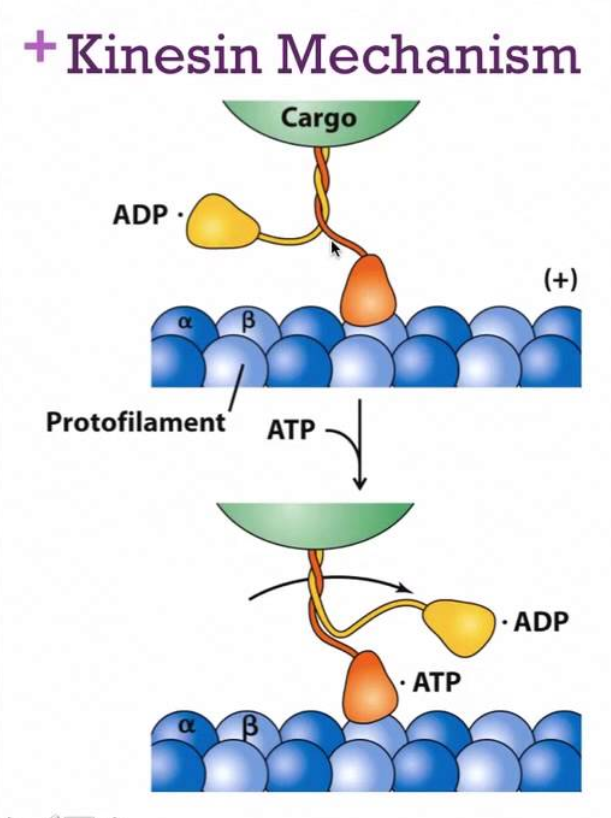 + Kinesin Mechanism
Cargo
ADP ·
(+)
α β
Protofilament
ATP
· ADP
· ATP
α β